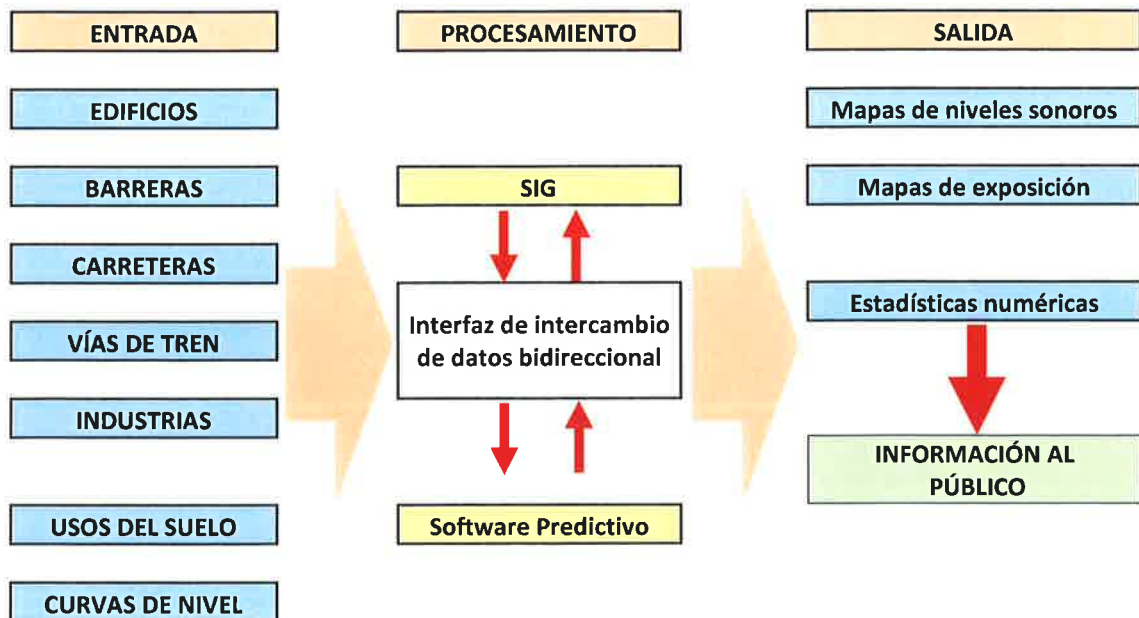 ENTRADA
EDIFICIOS
BARRERAS
CARRETERAS
VÍAS DE TREN
INDUSTRIAS
USOS DEL SUELO
CURVAS DE NIVEL
PROCESAMIENTO
SIG
Interfaz de intercambio
de datos bidireccional
Software Predictivo
SALIDA
Mapas de niveles sonoros
Mapas de exposición
Estadísticas numéricas
INFORMACIÓN AL
PÚBLICO